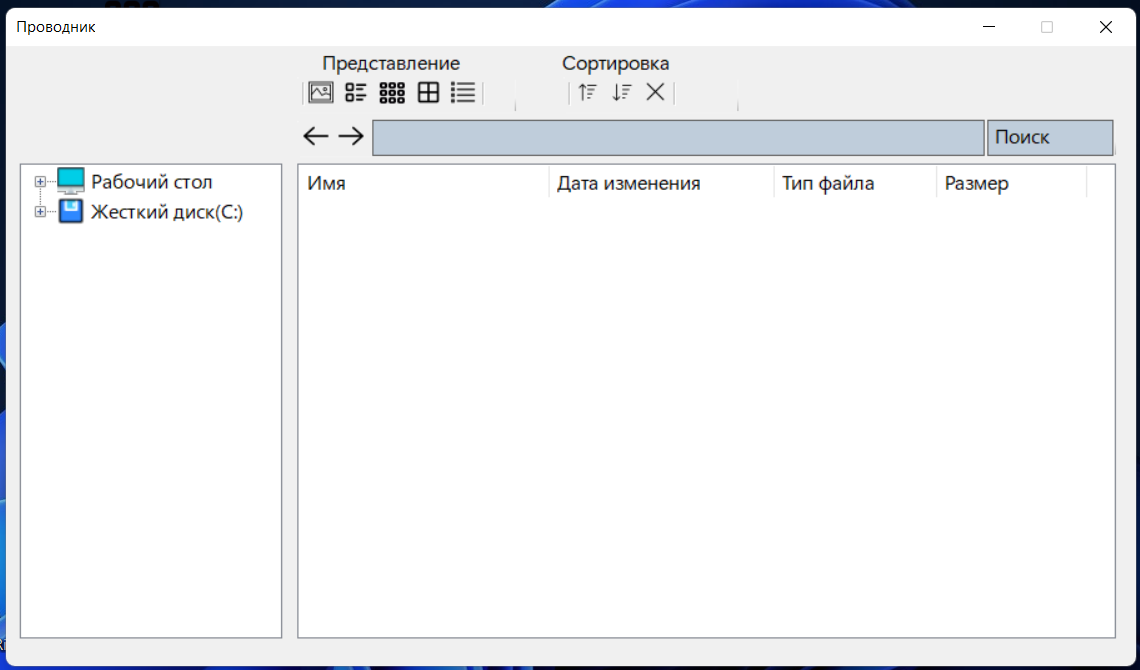 Проводник
Представление
Сортировка
Поиск
Рабочий стол
Жесткий диск(C:)
Имя Дата изменения Тип файла Размер